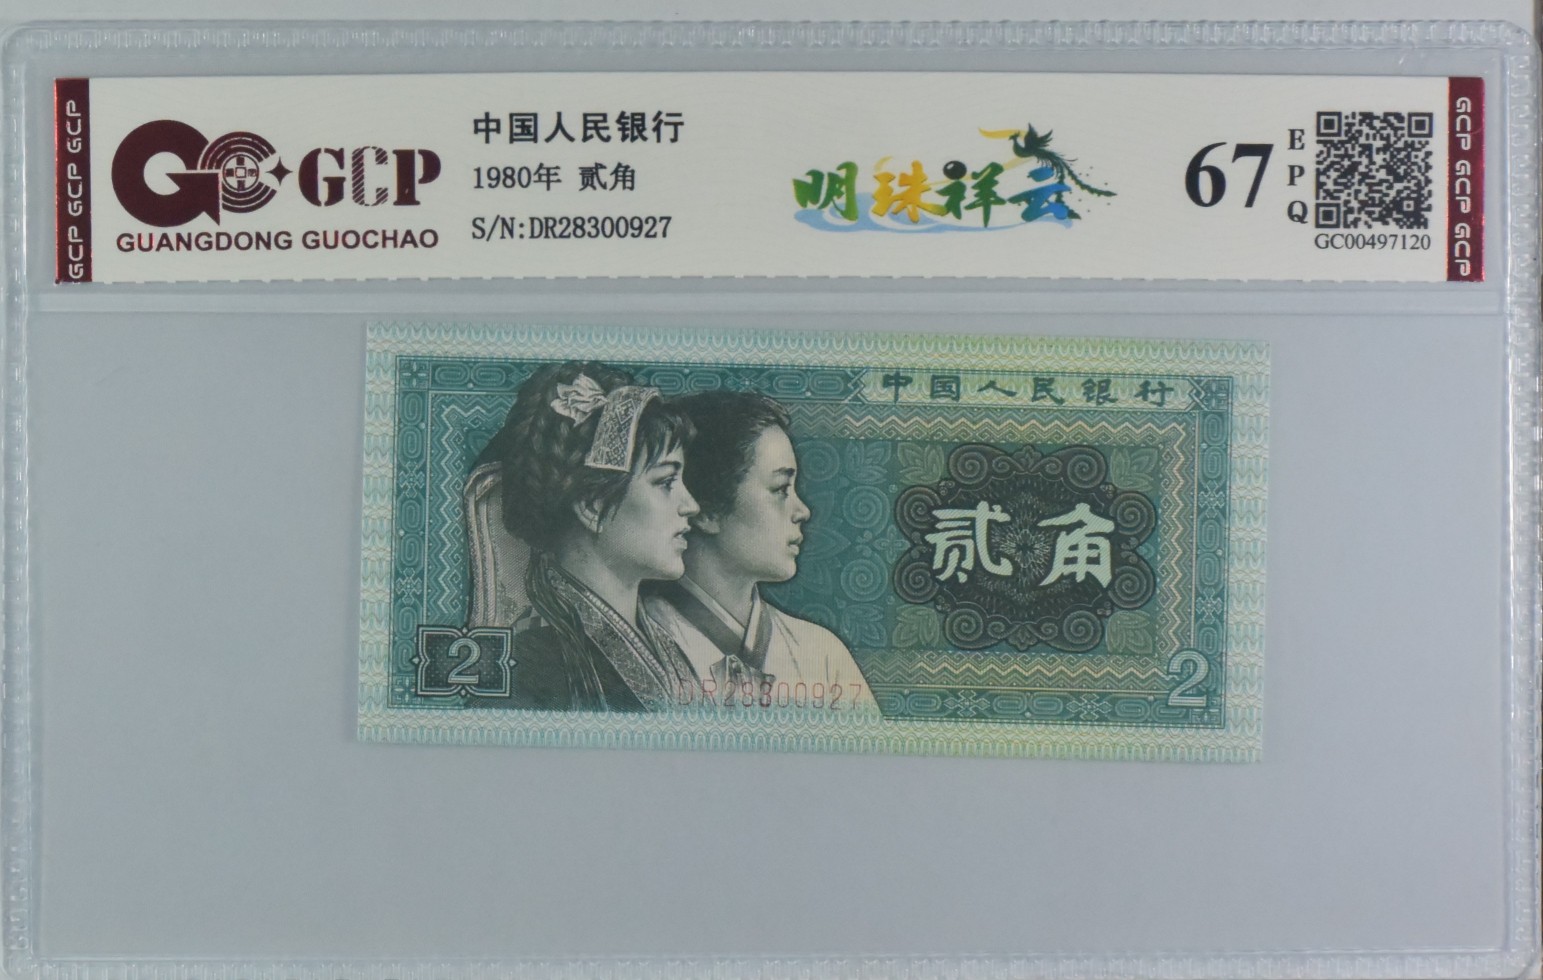 GCP GCP GCP
GCP
GUANGDONG GUOCHAO
中国人民银行
1980年 贰角
S/N:DR28300927
明珠祥云
67
EPQ
GC00497120
GCP GCP GCP
中国人民银行
贰角
2
DR28300927
2